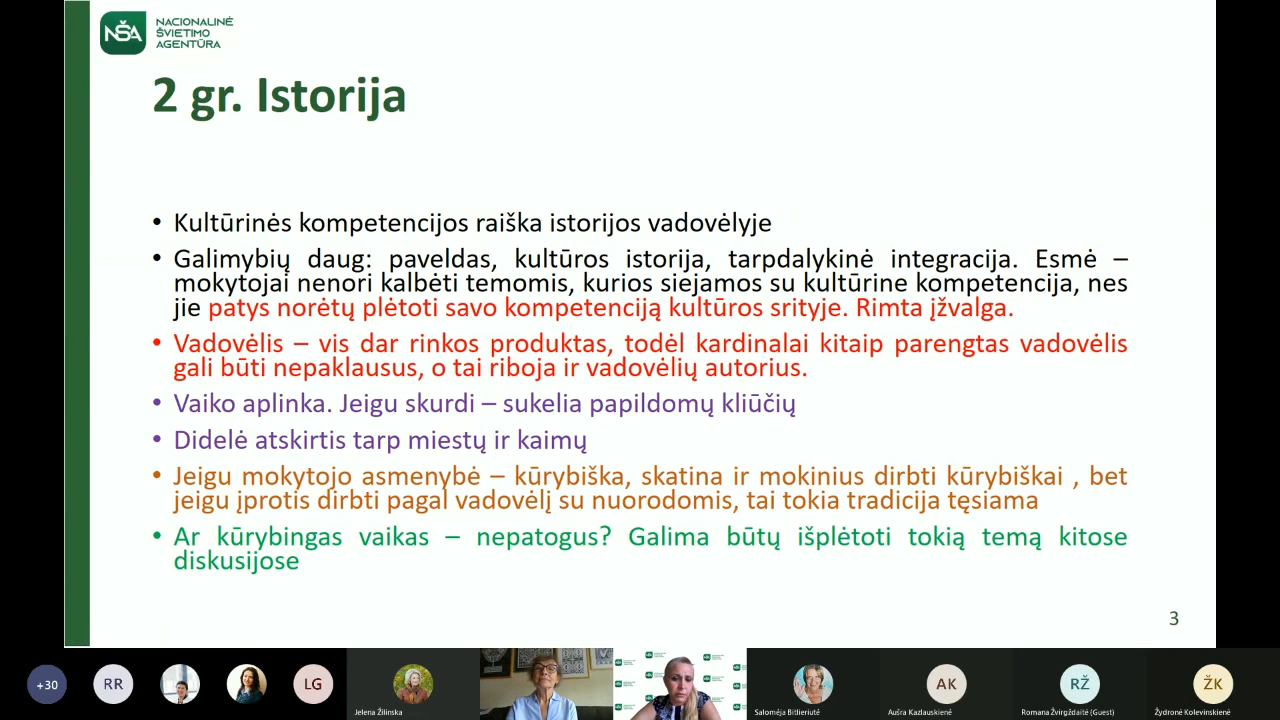 NŠA
NACIONALINĖ
ŠVIETIMO
AGENTŪRA
2 gr. Istorija
• Kultūrinės kompetencijos raiška istorijos vadovėlyje
• Galimybių daug: paveldas, kultūros istorija, tarpdalykinė integracija. Esmė –
mokytojai nenori kalbėti temomis, kurios siejamos su kultūrine kompetencija, nes
jie patys norėtų plėtoti savo kompetenciją kultūros srityje. Rimta įžvalga.
• Vadovėlis – vis dar rinkos produktas, todėl kardinalai kitaip parengtas vadovėlis
gali būti nepaklausus, o tai riboja ir vadovėlių autorius.
• Vaiko aplinka. Jeigu skurdi – sukelia papildomų kliūčių
• Didelė atskirtis tarp miestų ir kaimų
• Jeigu mokytojo asmenybė – kūrybiška, skatina ir mokinius dirbti kūrybiškai , bet
jeigu įprotis dirbti pagal vadovėlį su nuorodomis, tai tokia tradicija tęsiama
• Ar kūrybingas vaikas – nepatogus? Galima būtų išplėtoti tokią temą kitose
diskusijose
3
+30
RR
LG
AK
RŽ
ŽK
Jelena Žilinska
Salomėja Bitlieriutė
Aušra Kazlauskienė
Romana Žvirgždaitė (Guest)
Žydronė Kolevinskienė